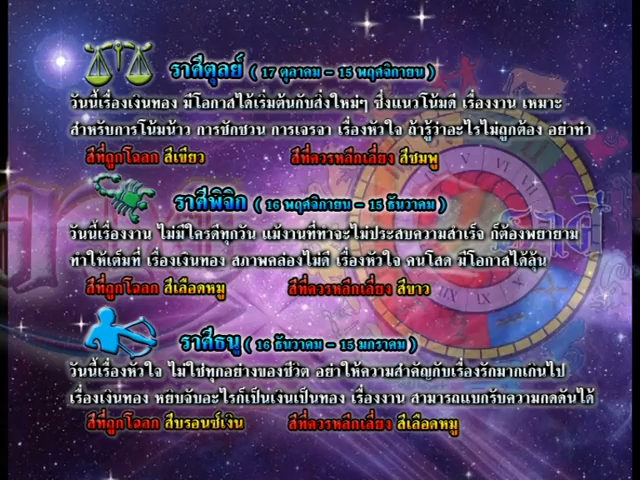 ราศีตุลย์ ( 17 ตุลาคม - 15 พฤศจิกายน )
วันนี้เรื่องเงินทอง มีโอกาสได้เริ่มต้นกับสิ่งใหม่ๆ ซึ่งแนวโน้มดี เรื่องงาน เหมาะ
สำหรับการโน้มน้าว การชักชวน การเจรจา เรื่องหัวใจ ถ้ารู้ว่าอะไรไม่ถูกต้อง อย่าทำ
สีที่ถูกโฉลก สีเขียว สีที่ควรหลีกเลี่ยง สีชมพู
ราศีพิจิก ( 16 พฤศจิกายน - 15 ธันวาคม )
วันนี้เรื่องงาน ไม่มีใครดีทุกวัน แม้งานที่ทำจะไม่ประสบความสำเร็จ ก็ต้องพยายาม
ทำให้เต็มที่ เรื่องเงินทอง สภาพคล่องไม่ดี เรื่องหัวใจ คนโสด มีโอกาสได้ลุ้น
สีที่ถูกโฉลก สีเลือดหมู สีที่ควรหลีกเลี่ยง สีขาว
ราศีธนู ( 16 ธันวาคม - 15 มกราคม )
วันนี้เรื่องหัวใจ ไม่ใช่ทุกอย่างของชีวิต อย่าให้ความสำคัญกับเรื่องรักมากเกินไป
เรื่องเงินทอง หยิบจับอะไรก็เป็นเงินเป็นทอง เรื่องงาน สามารถแบกรับความกดดันได้
สีที่ถูกโฉลก สีบรอนซ์เงิน สีที่ควรหลีกเลี่ยง สีเลือดหมู